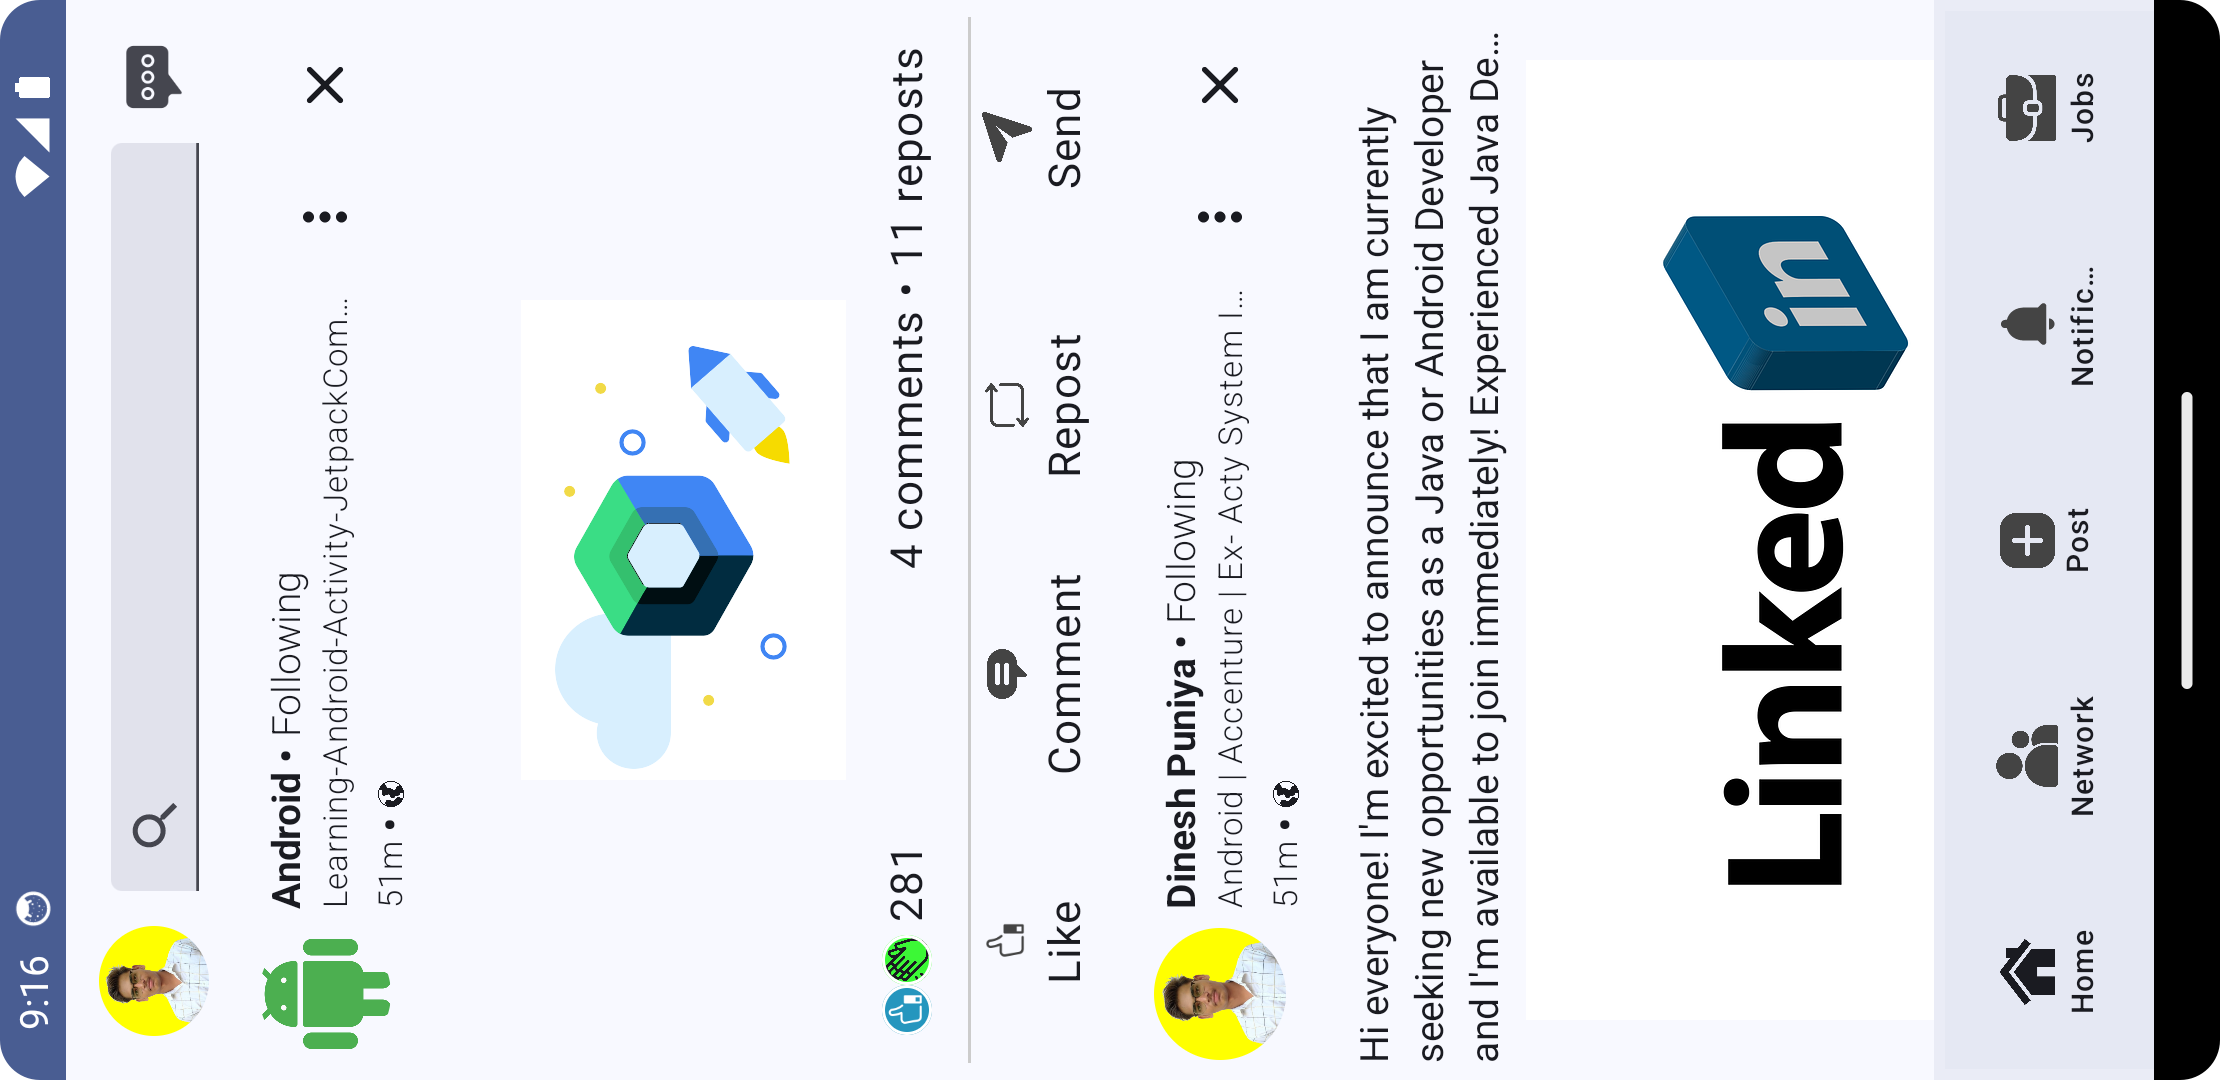 9:16
Android • Following
Learning-Android-Activity-JetpackCom...
51m •
281
4 comments • 11 reposts
Like
Comment
Repost
Send
Dinesh Puniya • Following
Android | Accenture | Ex- Acty System I...
51m •
Hi everyone! I'm excited to announce that I am currently
seeking new opportunities as a Java or Android Developer
and I'm available to join immediately! Experienced Java De...
Linked in
Home
Network
Post
Notific...
Jobs